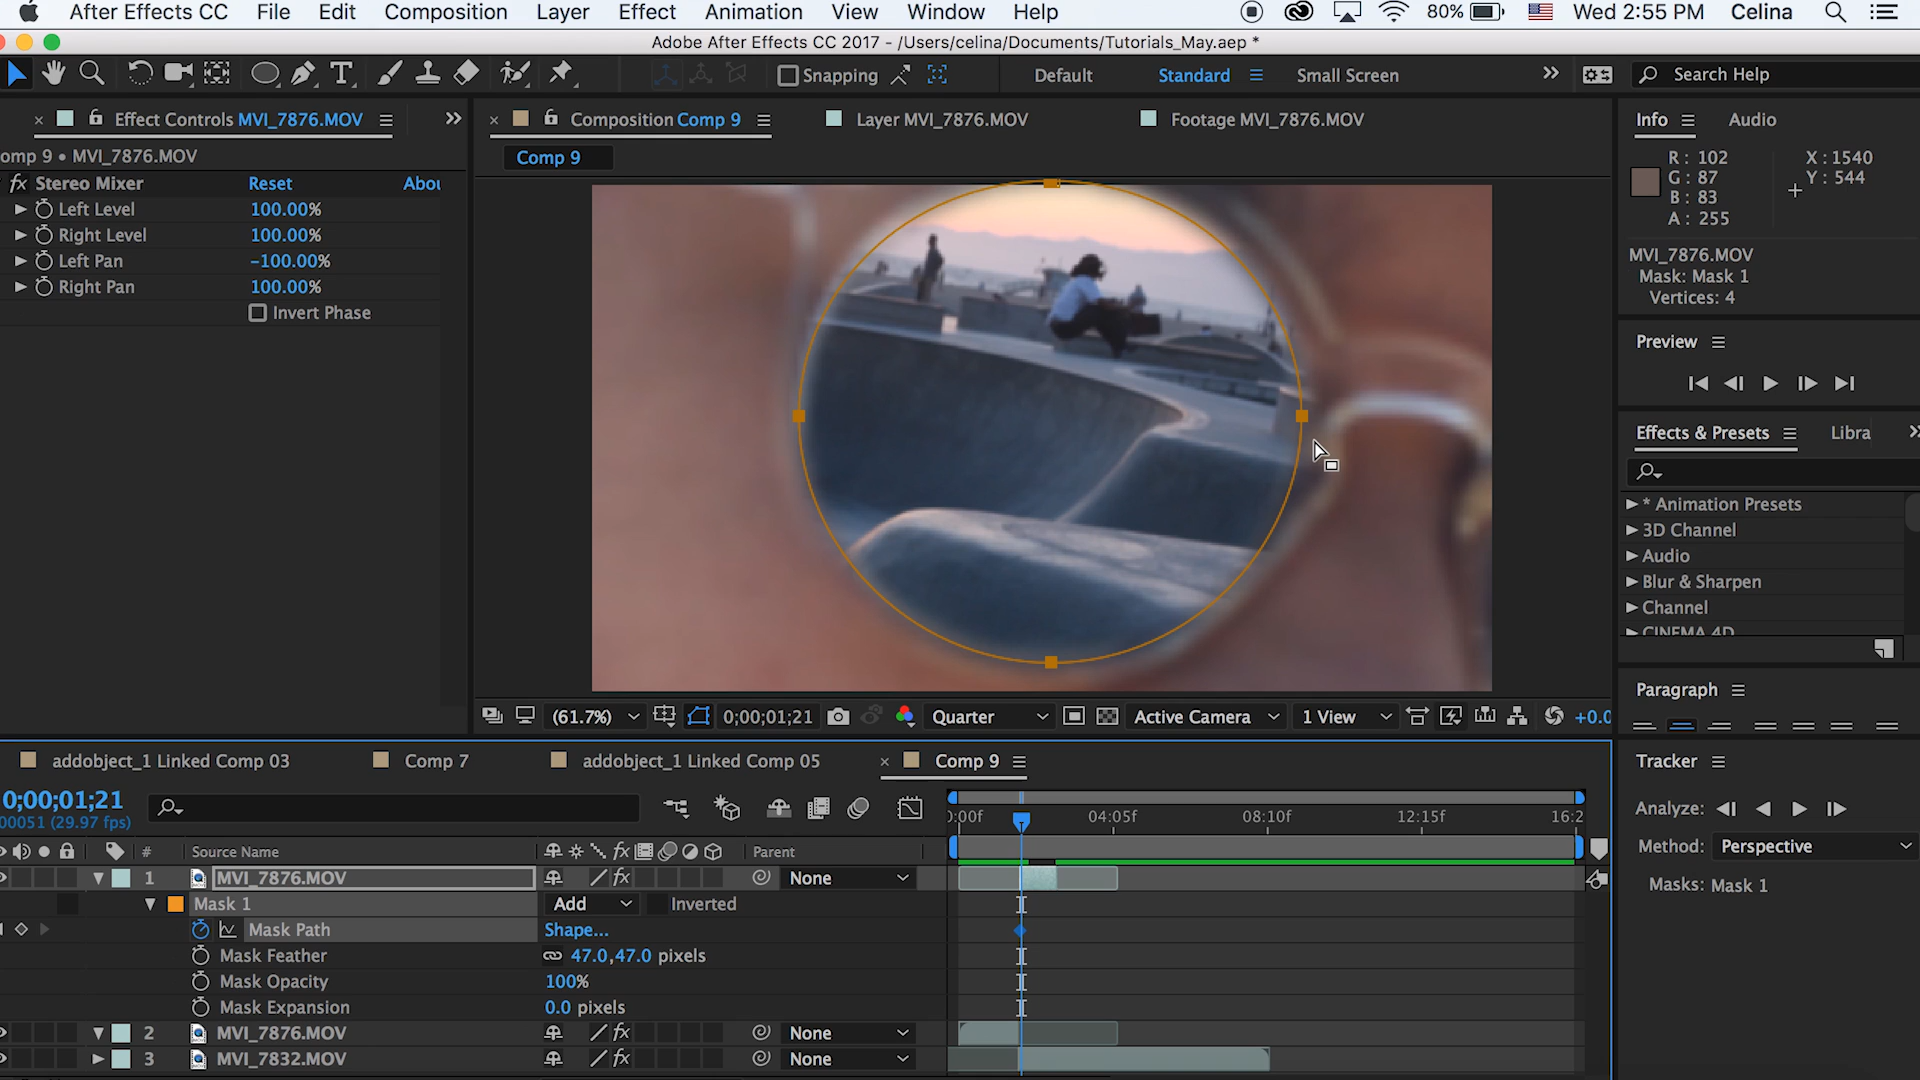 After Effects CC File Edit Composition Layer Effect Animation View Window Help 80% Wed 2:55 PM Celina
Adobe After Effects CC 2017 - /Users/celina/Documents/Tutorials_May.aep *
T Snapping Default Standard Small Screen Search Help
Effect Controls MVI_7876.MOV
Composition Comp 9
Layer MVI_7876.MOV
Footage MVI_7876.MOV
Info Audio
omp 9 • MVI_7876.MOV
Comp 9
fx Stereo Mixer Reset Abou
Left Level 100.00%
Right Level 100.00%
Left Pan -100.00%
Right Pan 100.00%
Invert Phase
R: 102 X: 1540
G: 87 Y: 544
B: 83
A: 255
MVI_7876.MOV
Mask: Mask 1
Vertices: 4
Preview
Effects & Presets Libra
* Animation Presets
3D Channel
Audio
Blur & Sharpen
Channel
CINEMA 4D
Paragraph
(61.7%) 0;00;01;21 Quarter Active Camera 1 View +0.0
addobject_1 Linked Comp 03 Comp 7 addobject_1 Linked Comp 05 Comp 9
0;00;01;21
00051 (29.97 fps)
:00f 04:05f 08:10f 12:15f 16:2
# Source Name fx Parent
1 MVI_7876.MOV fx None
Mask 1 Add Inverted
Mask Path Shape...
Mask Feather 47.0,47.0 pixels
Mask Opacity 100%
Mask Expansion 0.0 pixels
2 MVI_7876.MOV fx None
3 MVI_7832.MOV fx None
Tracker
Analyze:
Method: Perspective
Masks: Mask 1